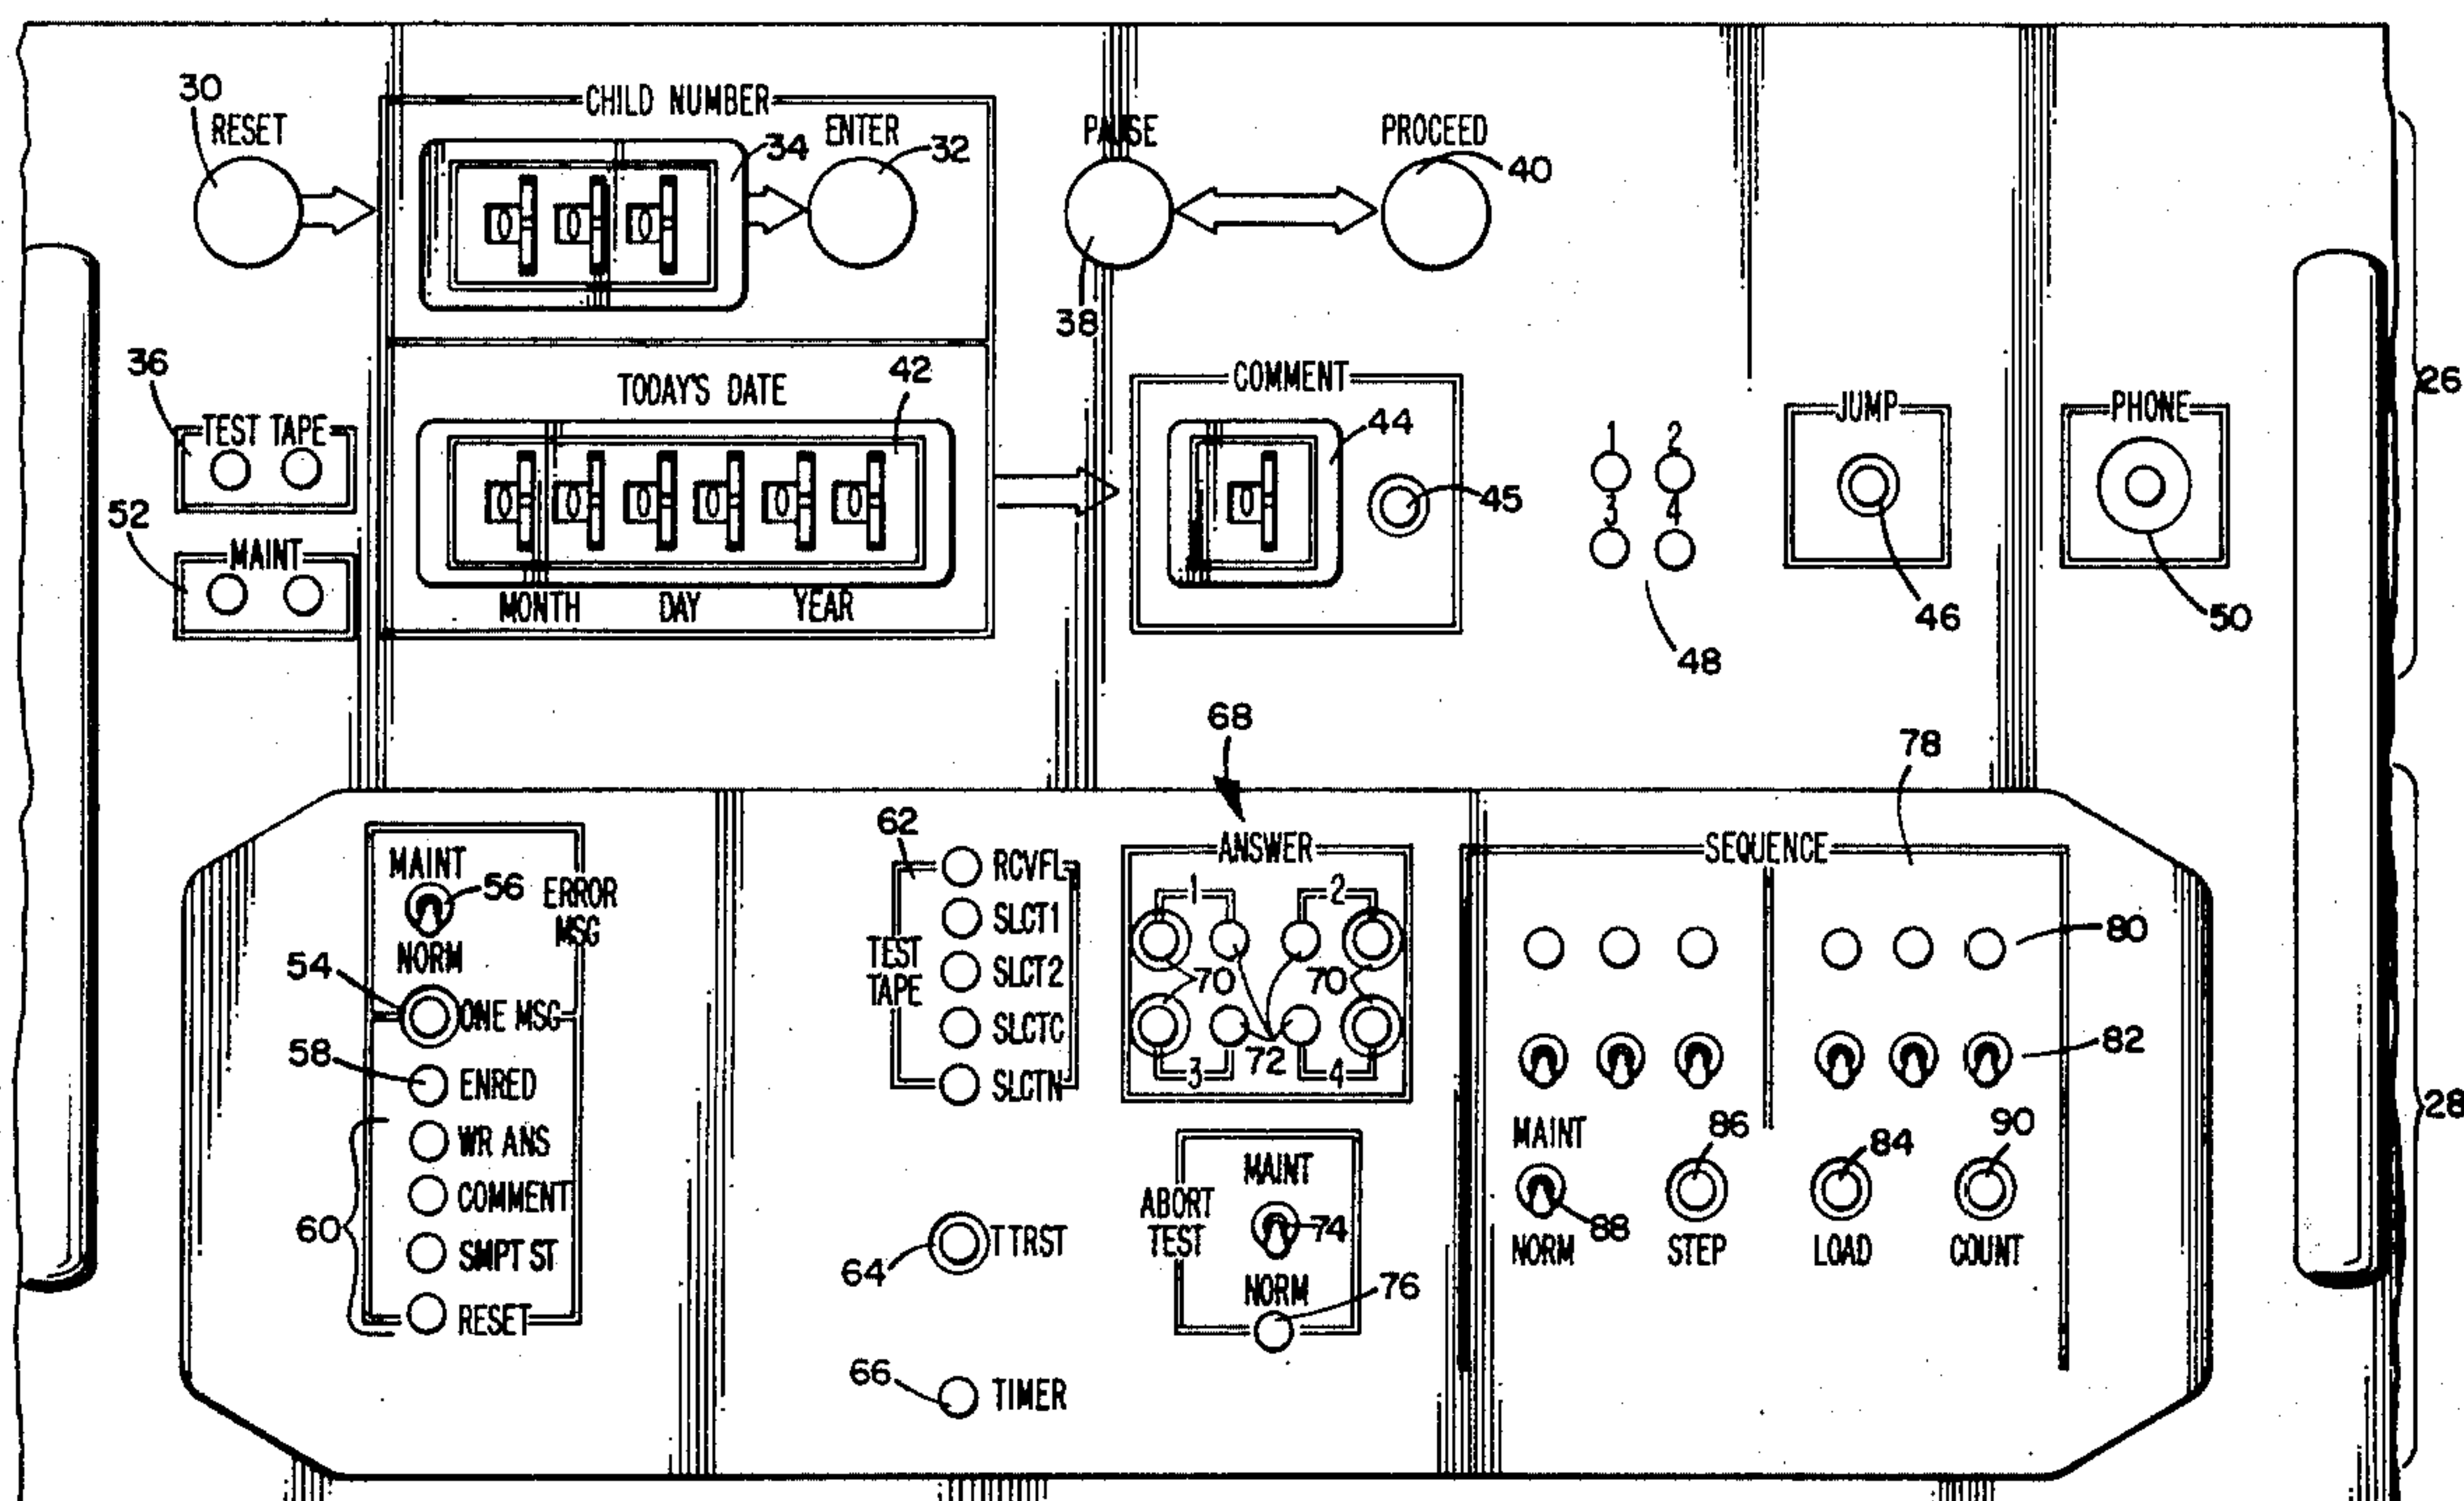 30
RESET
CHILD NUMBER
34
ENTER
32
0 0 0
PAUSE
38
PROCEED
40
36
TEST TAPE
52
MAINT
TODAY'S DATE
42
0 0 0 0 0 0
MONTH DAY YEAR
COMMENT
44
0
45
1 2
3 4
48
JUMP
46
PHONE
50
26
68
78
MAINT
56
ERROR
MSG
NORM
54
ONE MSG
58
ENRED
WR ANS
COMMENT
60
SMPT ST
RESET
62
RCVFL
SLCT1
TEST
TAPE
SLCT2
SLCTC
SLCTN
64
TTRST
66
TIMER
ANSWER
1 2
70 70
72
3 4
MAINT
ABORT
TEST
74
NORM
76
SEQUENCE
80
82
MAINT
86
84
90
88
NORM STEP LOAD COUNT
28